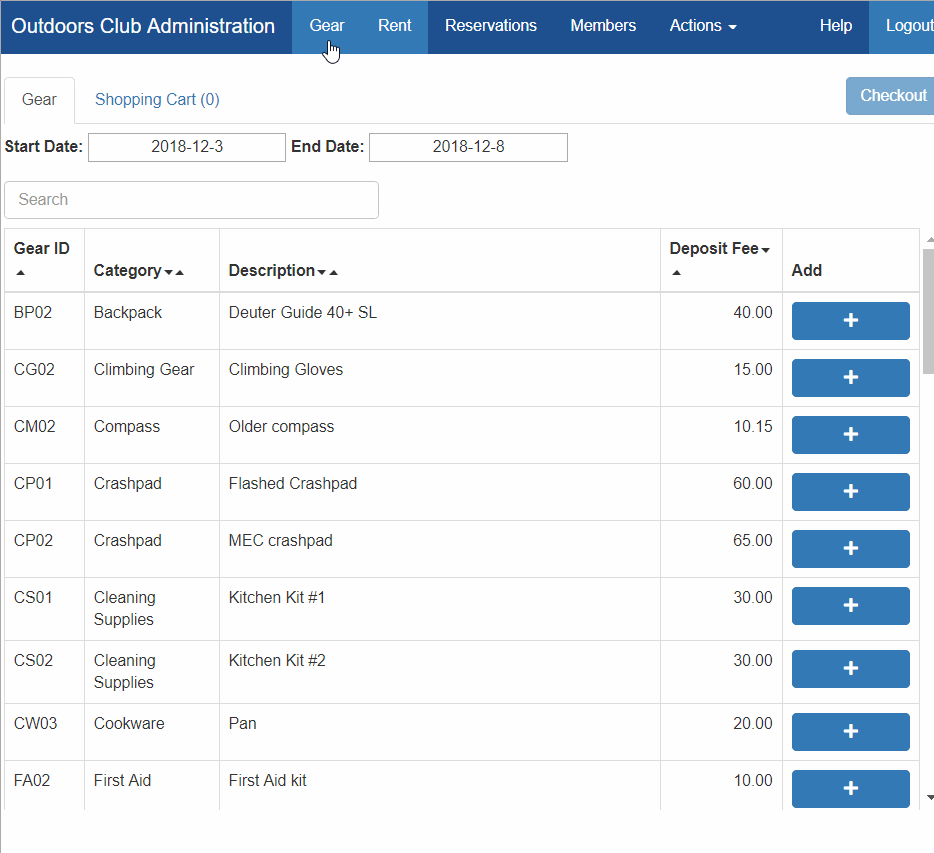 Outdoors Club Administration Gear Rent Reservations Members Actions Help Logout
Gear Shopping Cart (0) Checkout
Start Date: 2018-12-3 End Date: 2018-12-8
Search
Gear ID Category Description Deposit Fee Add
BP02 Backpack Deuter Guide 40+ SL 40.00
CG02 Climbing Gear Climbing Gloves 15.00
CM02 Compass Older compass 10.15
CP01 Crashpad Flashed Crashpad 60.00
CP02 Crashpad MEC crashpad 65.00
CS01 Cleaning Kitchen Kit #1 30.00
Supplies
CS02 Cleaning Kitchen Kit #2 30.00
Supplies
CW03 Cookware Pan 20.00
FA02 First Aid First Aid kit 10.00